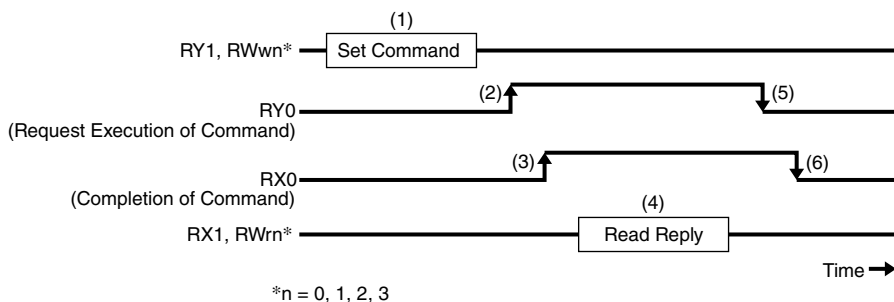 (1)
RY1, RWwn* Set Command
(2) (5)
RY0
(Request Execution of Command)
(3) (6)
RX0
(Completion of Command)
(4)
RX1, RWrn* Read Reply
Time
*n = 0, 1, 2, 3